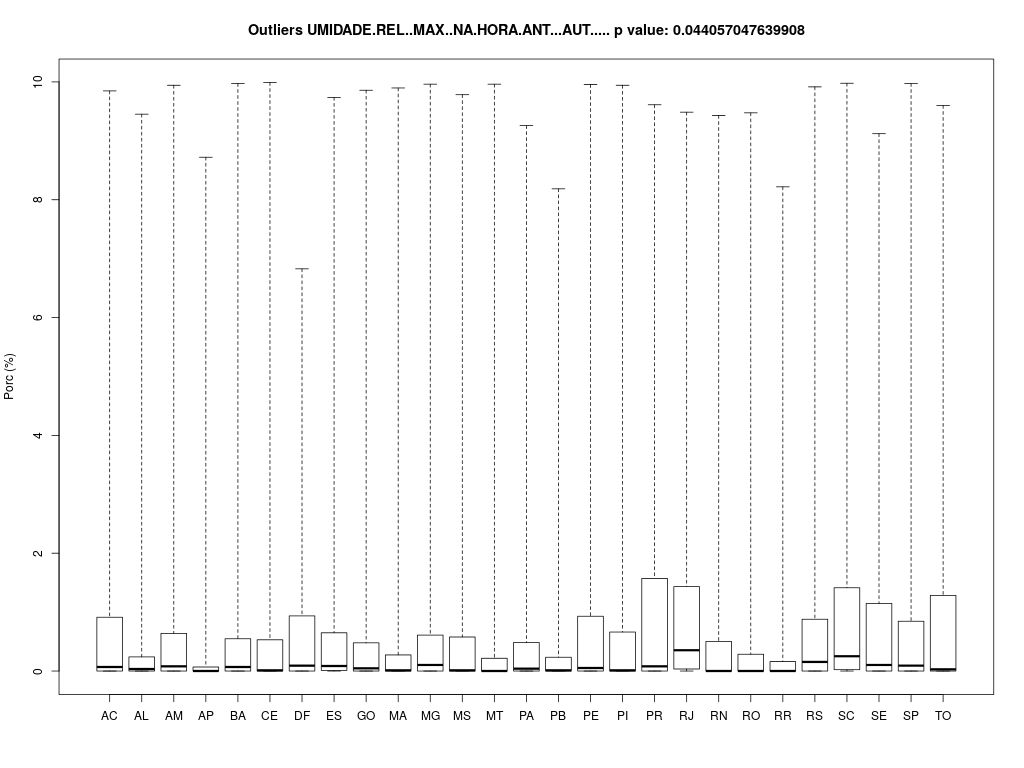 Outliers UMIDADE.REL..MAX..NA.HORA.ANT...AUT..... p value: 0.044057047639908
Porc (%)
10
8
6
4
2
0
AC AL AM AP BA CE DF ES GO MA MG MS MT PA PB PE PI PR RJ RN RO RR RS SC SE SP TO